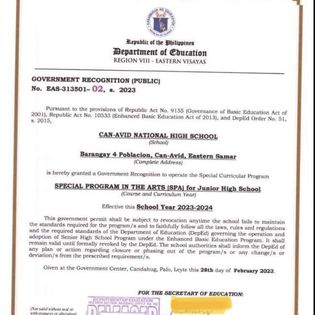 Republic of the Philippines
Department of Education
REGION VIII - EASTERN VISAYAS
GOVERNMENT RECOGNITION (PUBLIC)
No. EAS-313501- 02, s. 2023
Pursuant to the provisions of Republic Act No. 9155 (Governance of Basic Education Act of
2001), Republic Act No. 10533 (Enhanced Basic Education Act of 2013), and DepEd Order No. 51,
s. 2015,
CAN-AVID NATIONAL HIGH SCHOOL
(School)
Barangay 4 Poblacion, Can-Avid, Eastern Samar
(Complete Address)
is hereby granted a Government Recognition to operate the Special Curricular Program
SPECIAL PROGRAM IN THE ARTS (SPA) for Junior High School
(Course and Curriculum Year)
Effective this School Year 2023-2024
This government permit shall be subject to revocation anytime the school fails to maintain
the standards required for the program/s and to faithfully follow all the laws, rules and regulations
and the required standards of the Department of Education (DepEd) governing the operation and
adoption of Senior High School Program under the Enhanced Basic Education Program. It shall
remain valid until formally revoked by the DepEd. The school authorities shall inform the DepEd of
any plan or action regarding closure or phasing out of the program/s or any change/s or
deviation/s from the prescribed requirement/s.
Given at the Government Center, Candahug, Palo, Leyte this 28th day of February 2023.
FOR THE SECRETARY OF EDUCATION:
DEPARTMENT OF EDUCATION
(Not valid without seal or